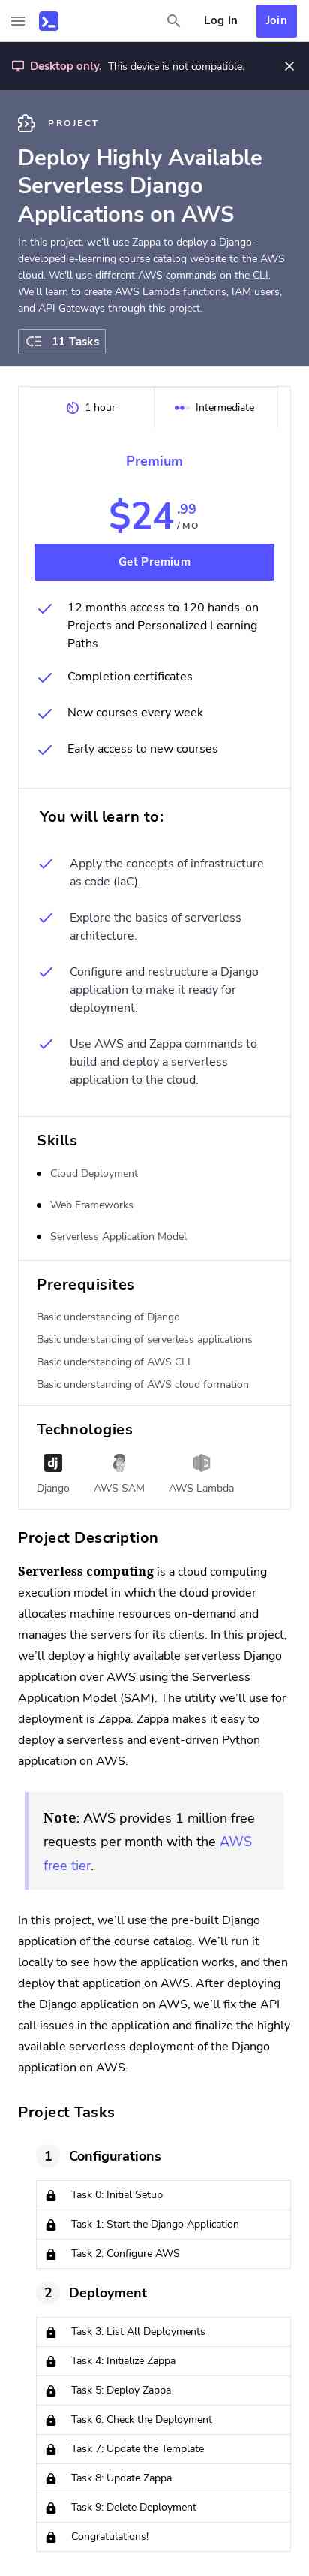 Log In
Join
Desktop only. This device is not compatible.
PROJECT
Deploy Highly Available
Serverless Django
Applications on AWS
In this project, we'll use Zappa to deploy a Django-
developed e-learning course catalog website to the AWS
cloud. We'll use different AWS commands on the CLI.
We'll learn to create AWS Lambda functions, IAM users,
and API Gateways through this project.
11 Tasks
1 hour
Intermediate
Premium
$24.99
/ MO
Get Premium
12 months access to 120 hands-on
Projects and Personalized Learning
Paths
Completion certificates
New courses every week
Early access to new courses
You will learn to:
Apply the concepts of infrastructure
as code (IaC).
Explore the basics of serverless
architecture.
Configure and restructure a Django
application to make it ready for
deployment.
Use AWS and Zappa commands to
build and deploy a serverless
application to the cloud.
Skills
Cloud Deployment
Web Frameworks
Serverless Application Model
Prerequisites
Basic understanding of Django
Basic understanding of serverless applications
Basic understanding of AWS CLI
Basic understanding of AWS cloud formation
Technologies
dj
Django
AWS SAM
AWS Lambda
Project Description
Serverless computing is a cloud computing
execution model in which the cloud provider
allocates machine resources on-demand and
manages the servers for its clients. In this project,
we'll deploy a highly available serverless Django
application over AWS using the Serverless
Application Model (SAM). The utility we'll use for
deployment is Zappa. Zappa makes it easy to
deploy a serverless and event-driven Python
application on AWS.
Note: AWS provides 1 million free
requests per month with the AWS
free tier.
In this project, we'll use the pre-built Django
application of the course catalog. We'll run it
locally to see how the application works, and then
deploy that application on AWS. After deploying
the Django application on AWS, we'll fix the API
call issues in the application and finalize the highly
available serverless deployment of the Django
application on AWS.
Project Tasks
1 Configurations
Task 0: Initial Setup
Task 1: Start the Django Application
Task 2: Configure AWS
2 Deployment
Task 3: List All Deployments
Task 4: Initialize Zappa
Task 5: Deploy Zappa
Task 6: Check the Deployment
Task 7: Update the Template
Task 8: Update Zappa
Task 9: Delete Deployment
Congratulations!